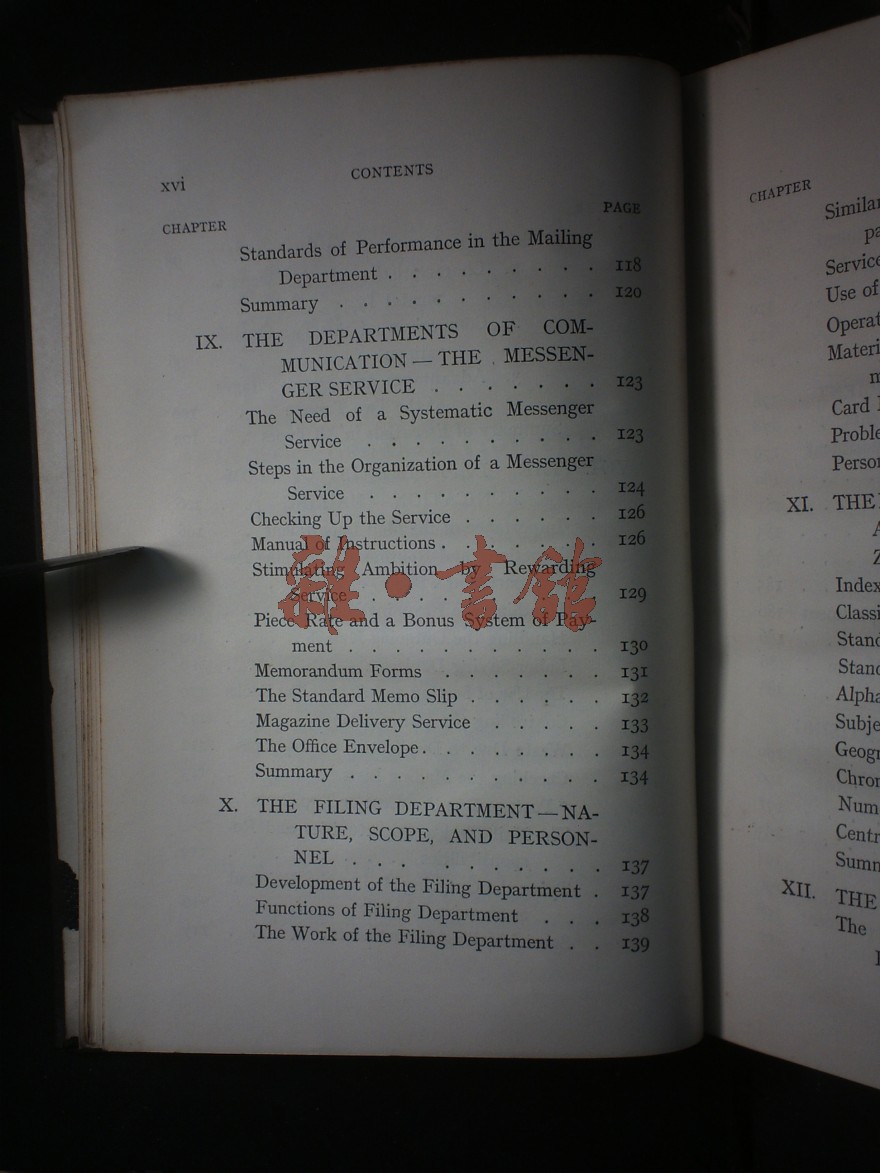 xvi
CONTENTS
CHAPTER
PAGE
Standards of Performance in the Mailing
Department . . . . . . . . . 118
Summary . . . . . . . . . . . 120
IX. THE DEPARTMENTS OF COM-
MUNICATION — THE MESSEN-
GER SERVICE . . . . . . . 123
The Need of a Systematic Messenger
Service . . . . . . . . . . 123
Steps in the Organization of a Messenger
Service . . . . . . . . . . 124
Checking Up the Service . . . . . . 126
Manual of Instructions . . . . . . . 126
Stimulating Ambition by Rewarding
Service . . . . . . . . . . 129
Piece Rate and a Bonus System of Pay-
ment . . . . . . . . . . . 130
Memorandum Forms . . . . . . . 131
The Standard Memo Slip . . . . . . 132
Magazine Delivery Service . . . . . 133
The Office Envelope . . . . . . . 134
Summary . . . . . . . . . . . 134
X. THE FILING DEPARTMENT — NA-
TURE, SCOPE, AND PERSON-
NEL . . . . . . . . . 137
Development of the Filing Department . 137
Functions of Filing Department . . . 138
The Work of the Filing Department . . 139
雜·書館
CHAPTER
Service
Use of
Card
XI. THE
Index
XII. THE
The